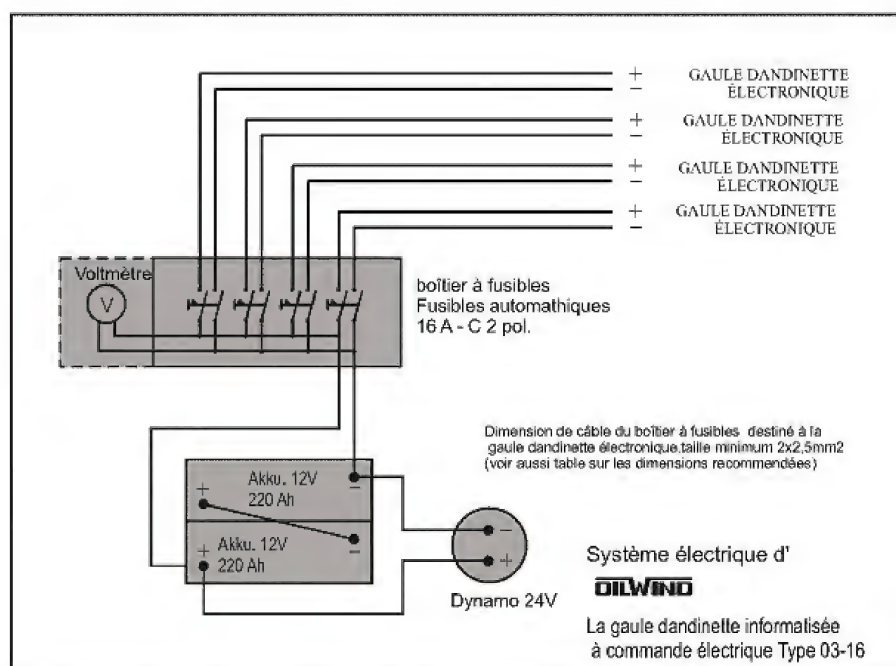 + GAULE DANDINETTE
− ÉLECTRONIQUE
+ GAULE DANDINETTE
− ÉLECTRONIQUE
+ GAULE DANDINETTE
− ÉLECTRONIQUE
+ GAULE DANDINETTE
− ÉLECTRONIQUE
Voltmètre
V
boîtier à fusibles
Fusibles automathiques
16 A - C 2 pol.
Dimension de câble du boîtier à fusibles destiné à la
gaule dandinette électronique.taille minimum 2x2,5mm2
(voir aussi table sur les dimensions recommendées)
+ Akku. 12V −
220 Ah
+ Akku. 12V −
220 Ah
−
+
Dynamo 24V
Système électrique d'
OILWIND
La gaule dandinette informatisée
à commande électrique Type 03-16